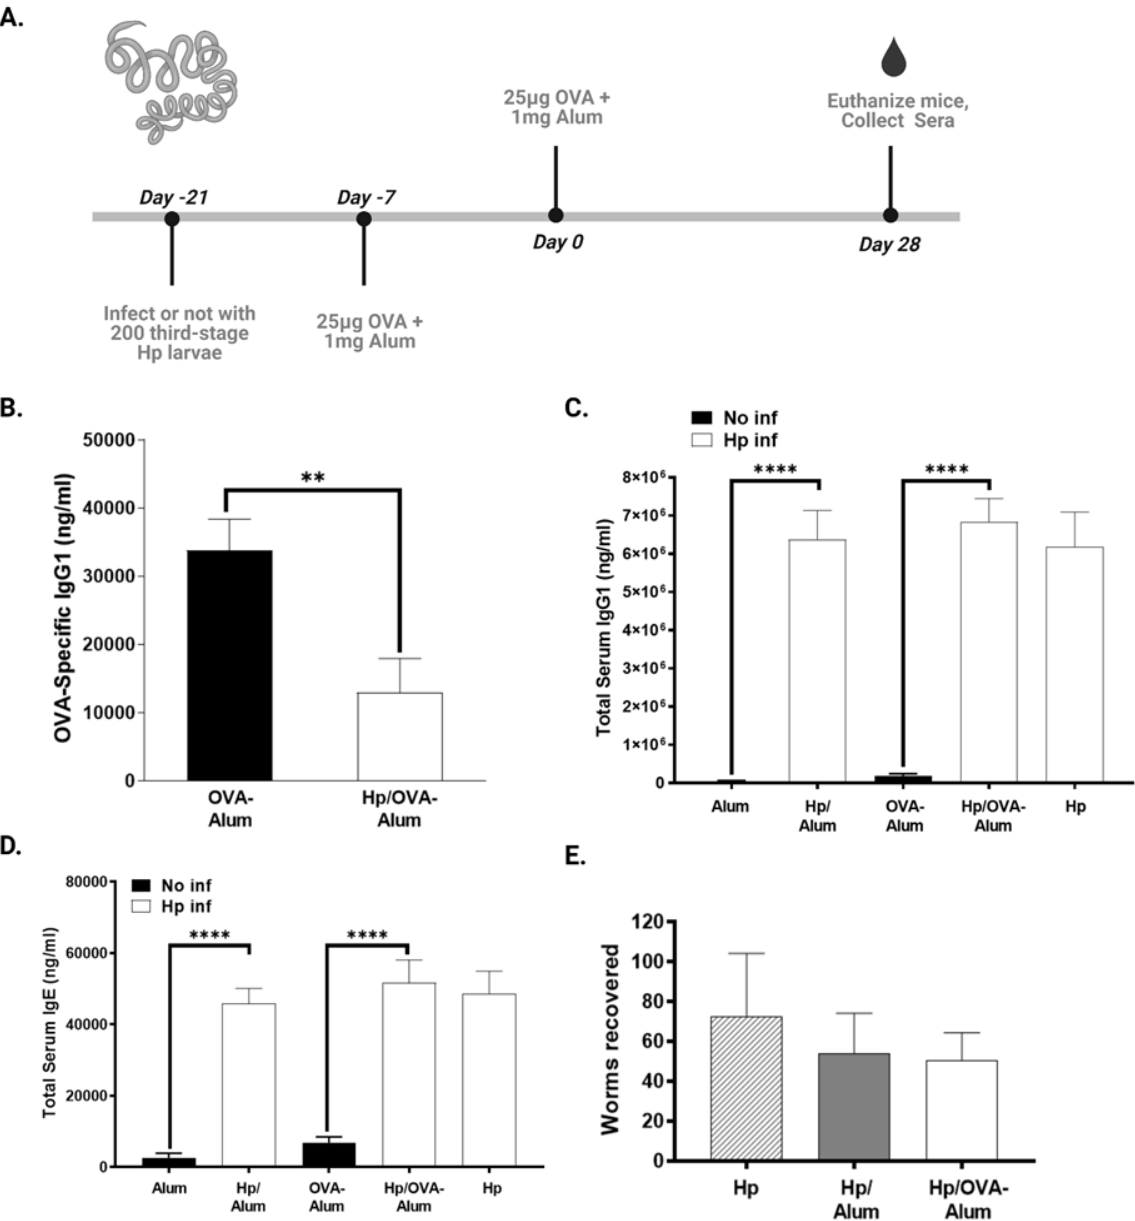 A.
25µg OVA +
1mg Alum
Euthanize mice,
Collect Sera
Day -21
Day -7
Day 0
Day 28
Infect or not with
200 third-stage
Hp larvae
25µg OVA +
1mg Alum
B.
OVA-Specific IgG1 (ng/ml)
50000
40000
30000
20000
10000
0
**
OVA-
Alum
Hp/OVA-
Alum
C.
No inf
Hp inf
Total Serum IgG1 (ng/ml)
8×10⁶
7×10⁶
6×10⁶
5×10⁶
4×10⁶
3×10⁶
2×10⁶
1×10⁶
0
****
****
Alum
Hp/
Alum
OVA-
Alum
Hp/OVA-
Alum
Hp
D.
No inf
Hp inf
Total Serum IgE (ng/ml)
80000
60000
40000
20000
0
****
****
Alum
Hp/
Alum
OVA-
Alum
Hp/OVA-
Alum
Hp
E.
Worms recovered
120
100
80
60
40
20
0
Hp
Hp/
Alum
Hp/OVA-
Alum